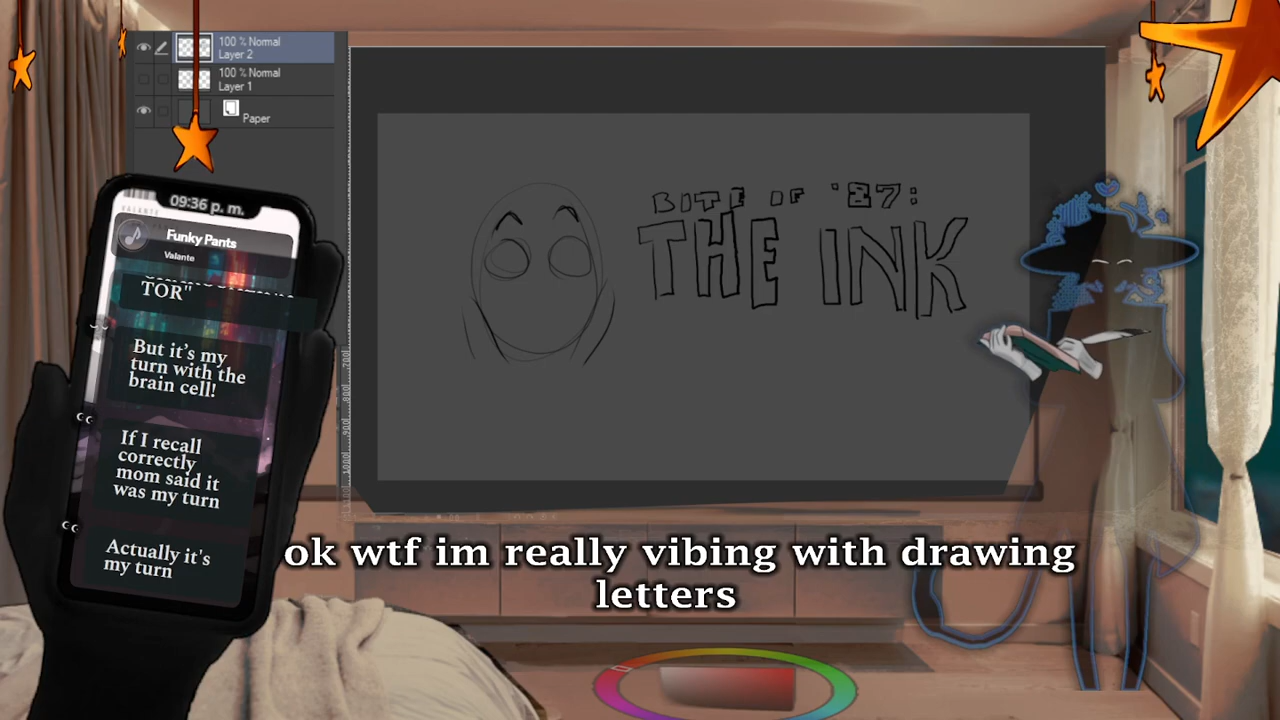 100 % Normal
Layer 2
100 % Normal
Layer 1
Paper
09:36 p. m.
VALANTE
Funky Pants
Valante
TOR"
But it's my
turn with the
brain cell!
If I recall
correctly
mom said it
was my turn
Actually it's
my turn
BITE OF '87:
THE INK
ok wtf im really vibing with drawing
letters